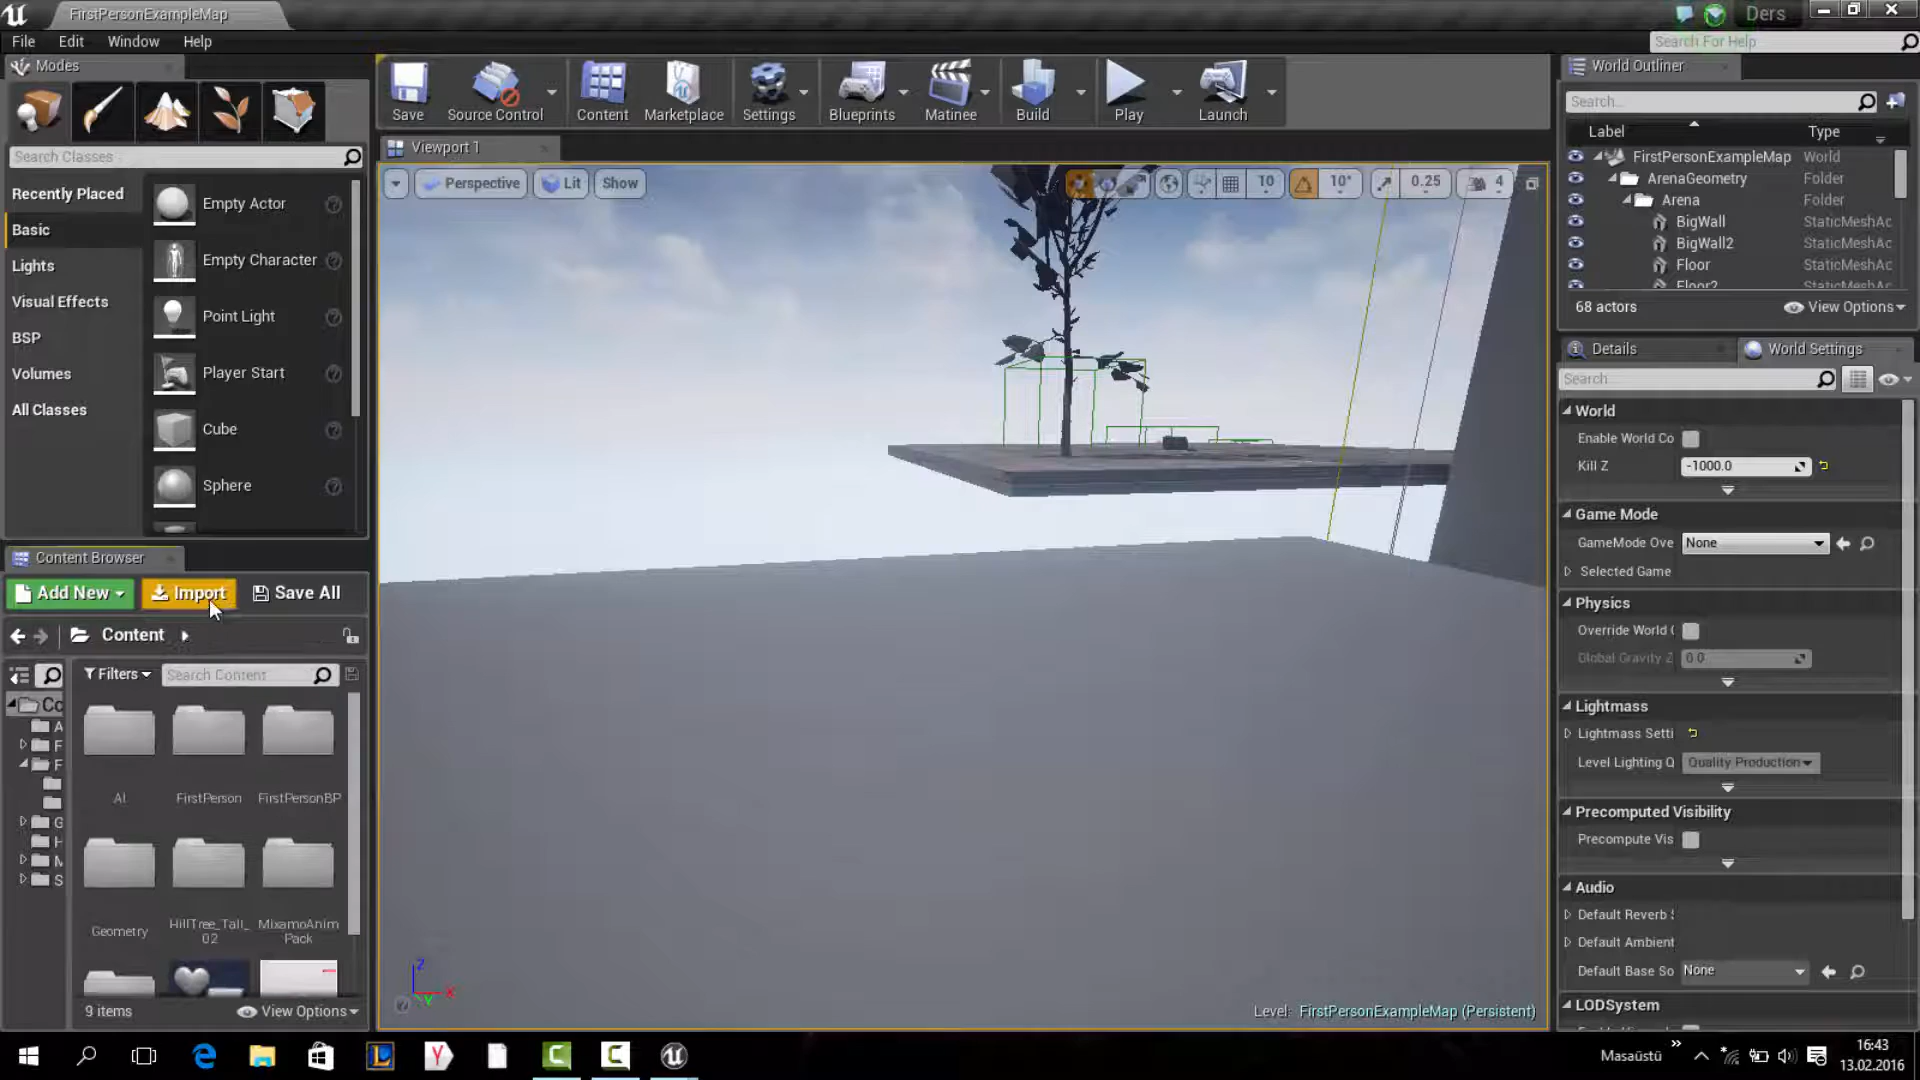 FirstPersonExampleMap
Ders
File Edit Window Help
Search For Help
Modes
Search Classes
Recently Placed
Basic
Lights
Visual Effects
BSP
Volumes
All Classes
Empty Actor
Empty Character
Point Light
Player Start
Cube
Sphere
Save
Source Control
Content
Marketplace
Settings
Blueprints
Matinee
Build
Play
Launch
Viewport 1
Perspective Lit Show
10 10° 0.25 4
Level: FirstPersonExampleMap (Persistent)
Content Browser
Add New Import Save All
Content
Filters Search Content
Co
A
F
F
G
H
M
S
AI FirstPerson FirstPersonBP
Geometry HillTree_Tall_
02 MixamoAnim
Pack
9 items View Options
World Outliner
Search...
Label Type
FirstPersonExampleMap World
ArenaGeometry Folder
Arena Folder
BigWall StaticMeshAc
BigWall2 StaticMeshAc
Floor StaticMeshAc
Floor2
68 actors View Options
Details World Settings
Search...
World
Enable World Co
Kill Z -1000.0
Game Mode
GameMode Ove None
Selected Game
Physics
Override World
Global Gravity Z 0.0
Lightmass
Lightmass Setti
Level Lighting Q Quality Production
Precomputed Visibility
Precompute Vis
Audio
Default Reverb
Default Ambient
Default Base So None
LODSystem
Masaüstü
16:43
13.02.2016